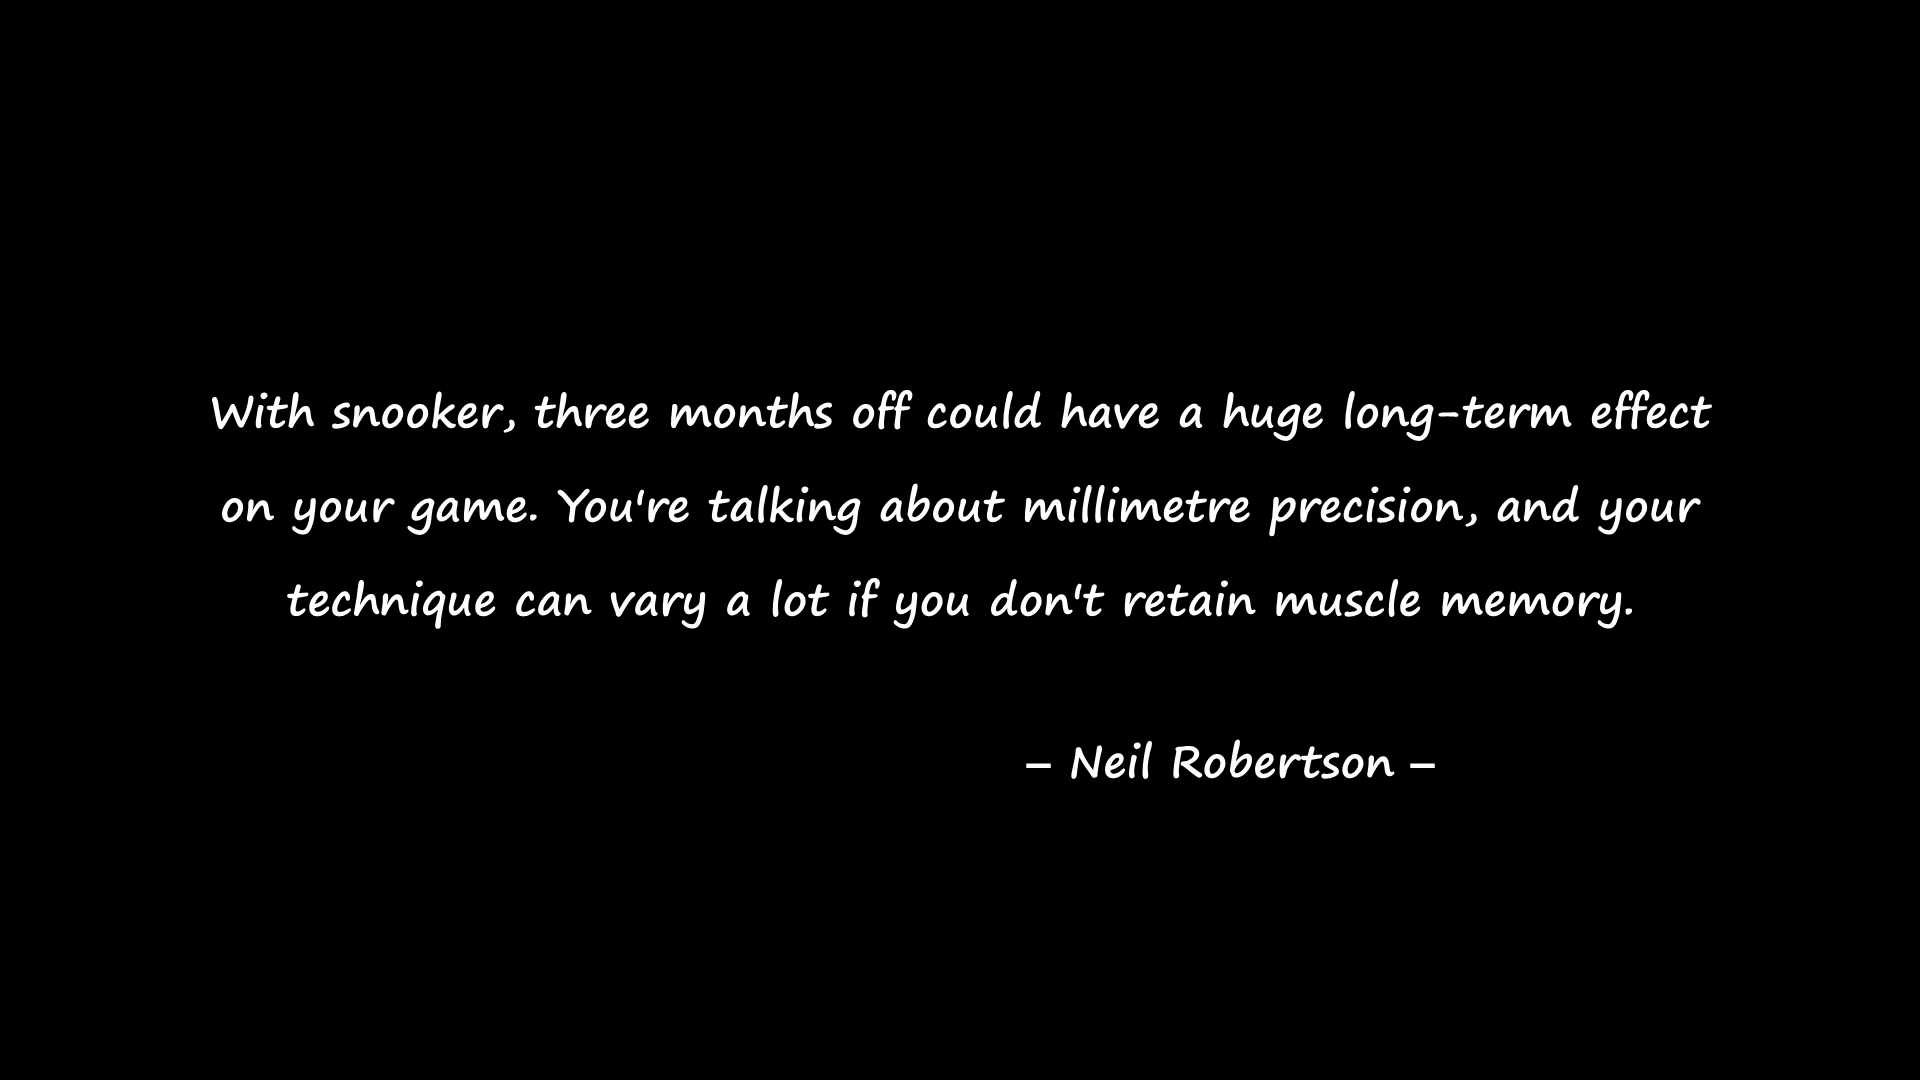 With snooker, three months off could have a huge long-term effect
on your game. You're talking about millimetre precision, and your
technique can vary a lot if you don't retain muscle memory.
– Neil Robertson –